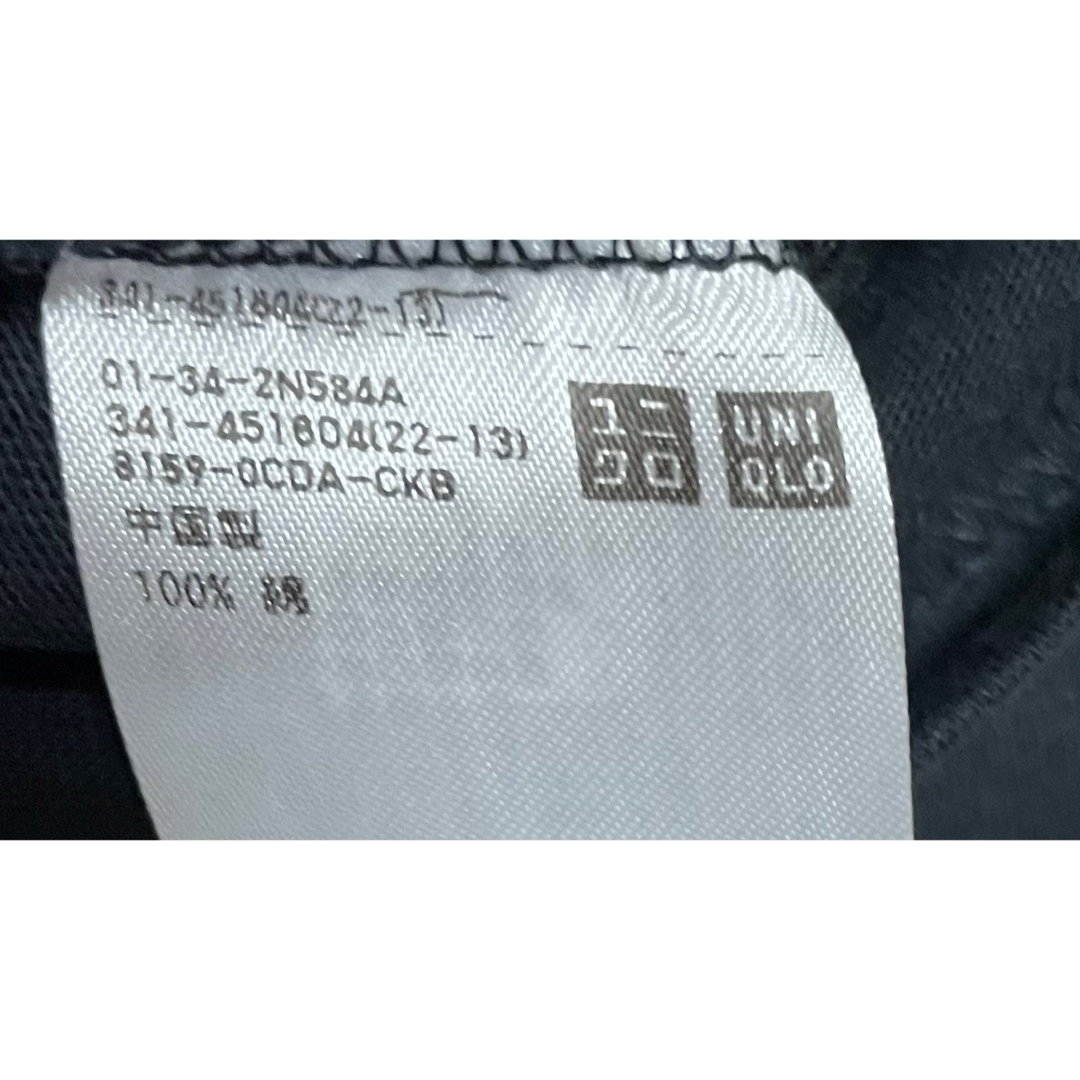 341-451804(22-13)
01-34-2N584A
341-451804(22-13)
8159-0CDA-CKB
中国製
100% 綿
ユニ
クロ
UNI
QLO